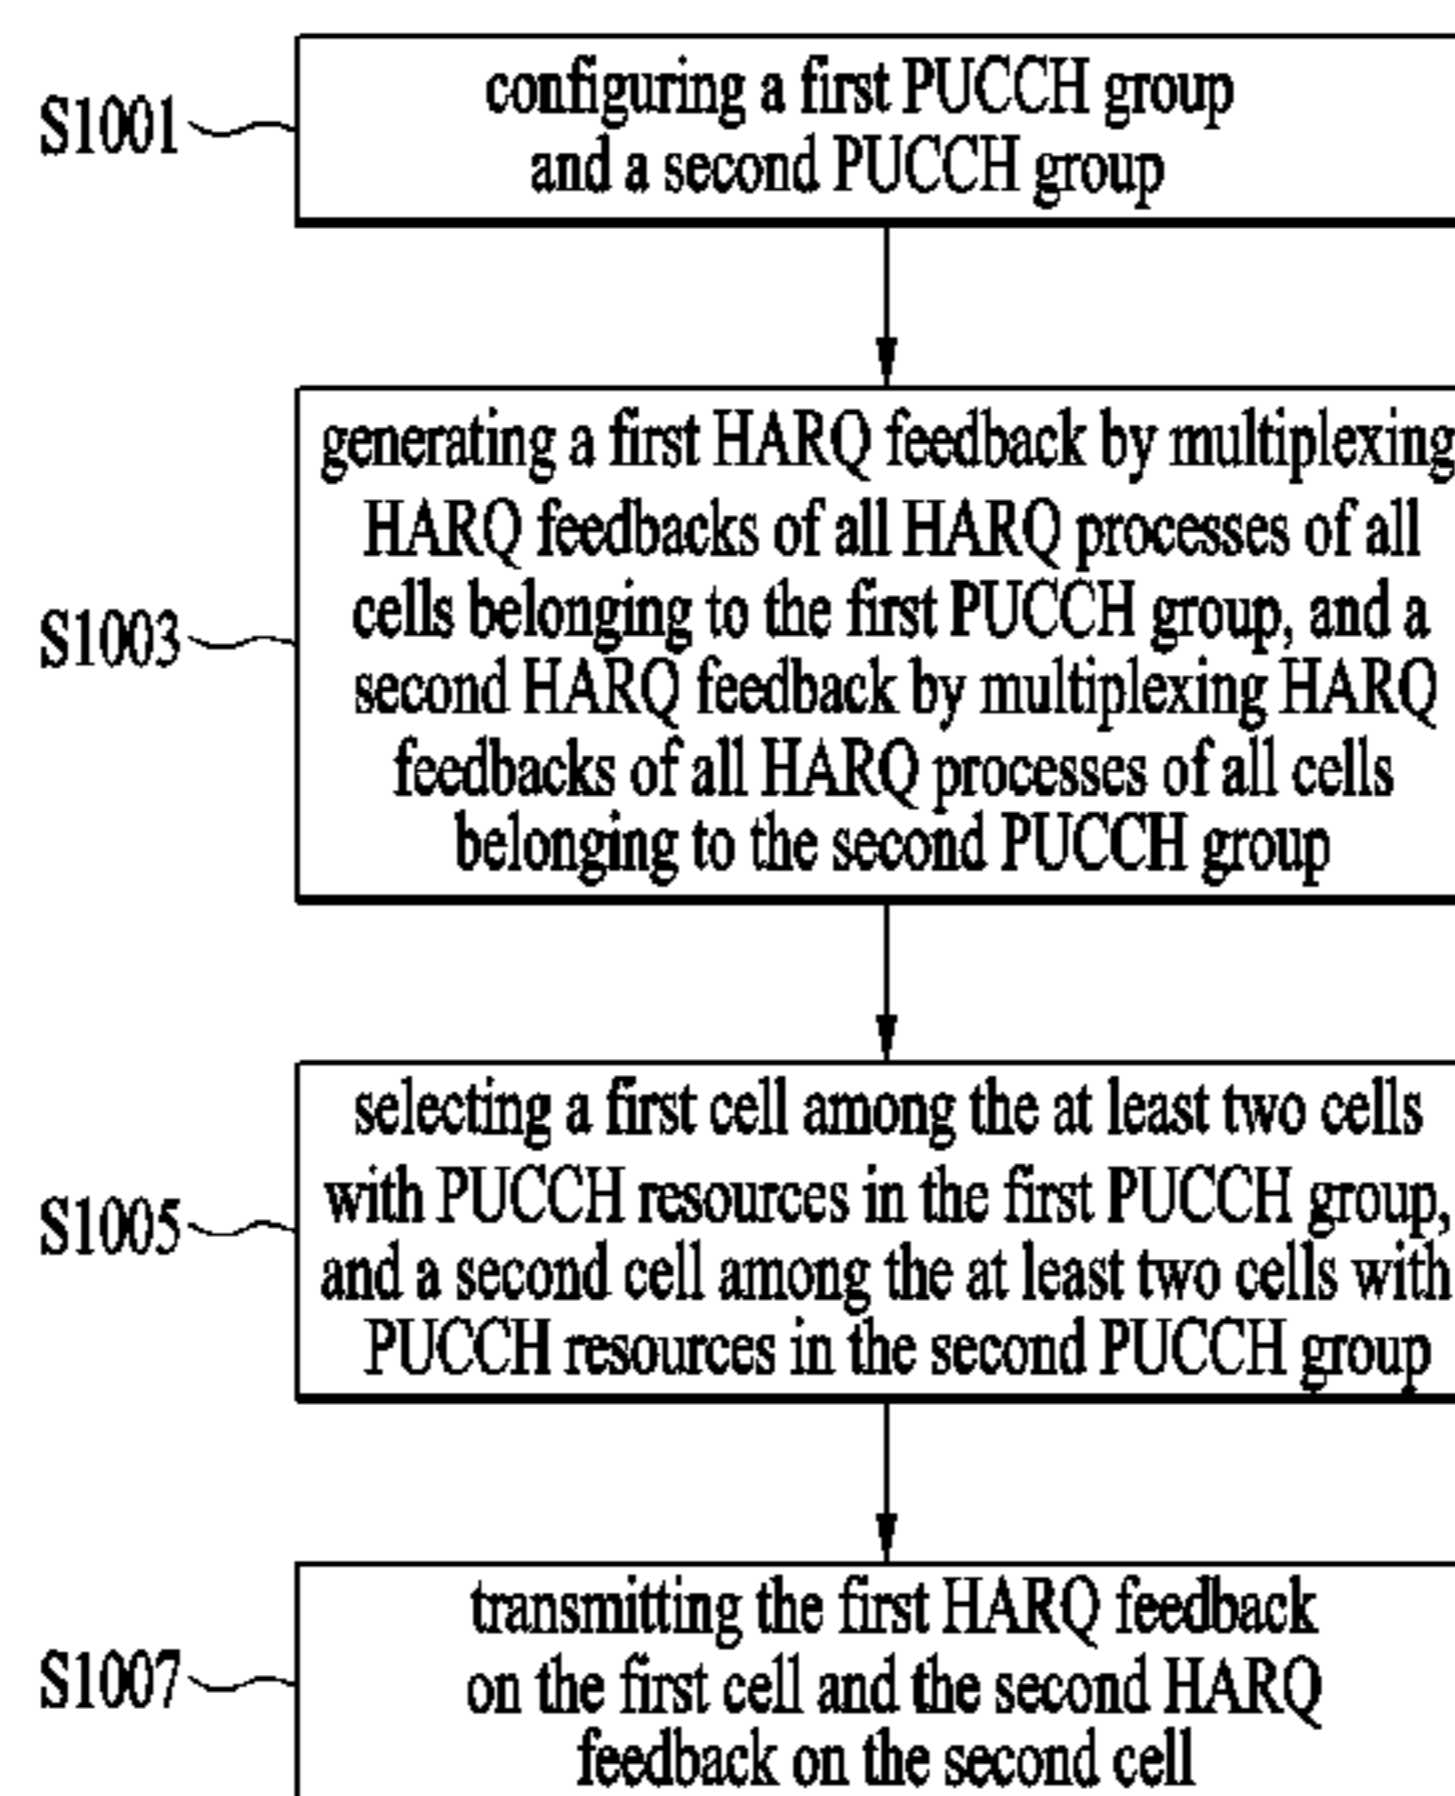 S1001
configuring a first PUCCH group
and a second PUCCH group
S1003
generating a first HARQ feedback by multiplexing
HARQ feedbacks of all HARQ processes of all
cells belonging to the first PUCCH group, and a
second HARQ feedback by multiplexing HARQ
feedbacks of all HARQ processes of all cells
belonging to the second PUCCH group
S1005
selecting a first cell among the at least two cells
with PUCCH resources in the first PUCCH group,
and a second cell among the at least two cells with
PUCCH resources in the second PUCCH group
S1007
transmitting the first HARQ feedback
on the first cell and the second HARQ
feedback on the second cell